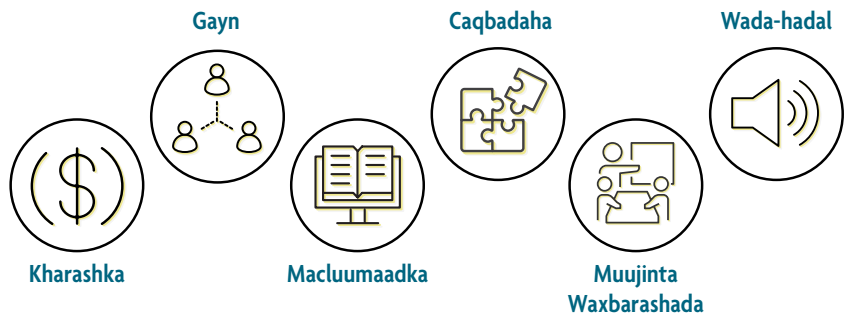 Gayn
Caqbadaha
Wada-hadal
Kharashka
Macluumaadka
Muujinta
Waxbarashada